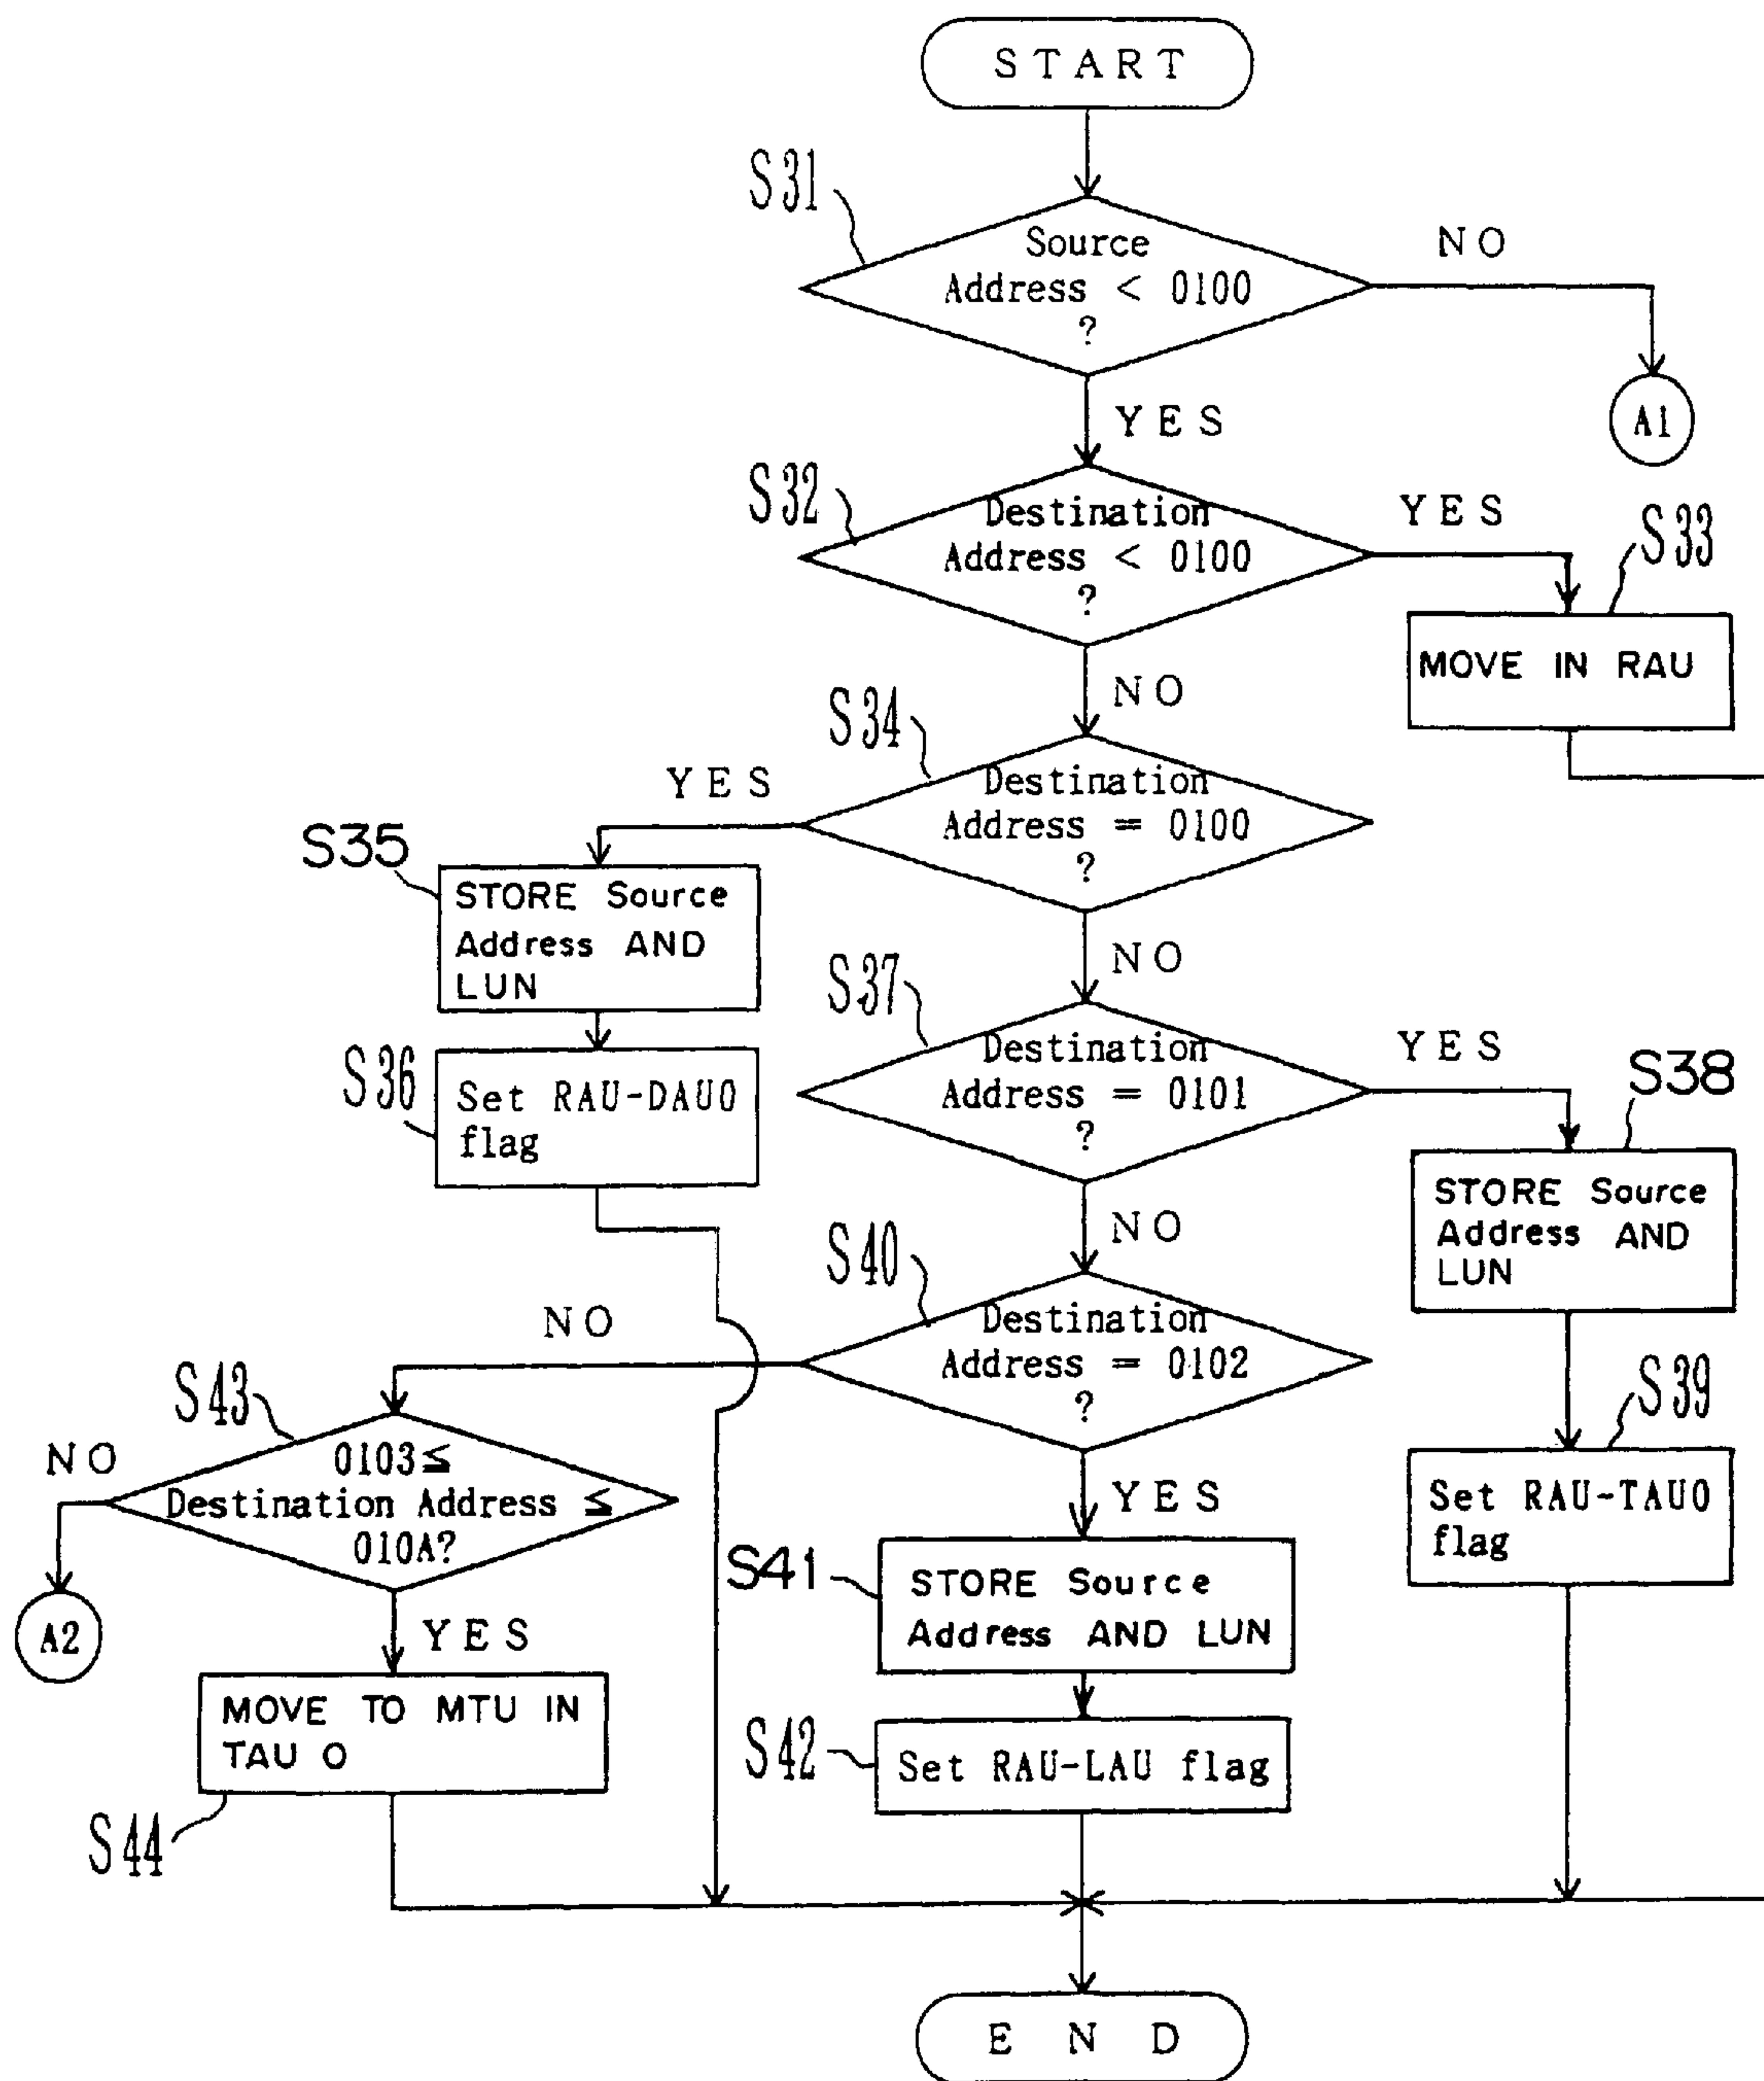 START
S31
Source
Address < 0100
?
NO
A1
YES
S32
Destination
Address < 0100
?
YES
S33
MOVE IN RAU
NO
S34
Destination
Address = 0100
?
YES
S35
STORE Source
Address AND
LUN
S36
Set RAU-DAU0
flag
NO
S37
Destination
Address = 0101
?
YES
S38
STORE Source
Address AND
LUN
S39
Set RAU-TAU0
flag
NO
S40
Destination
Address = 0102
?
NO
S43
0103≦
Destination Address ≦
010A?
NO
A2
YES
MOVE TO MTU IN
TAU 0
S44
YES
S41
STORE Source
Address AND LUN
S42
Set RAU-LAU flag
END